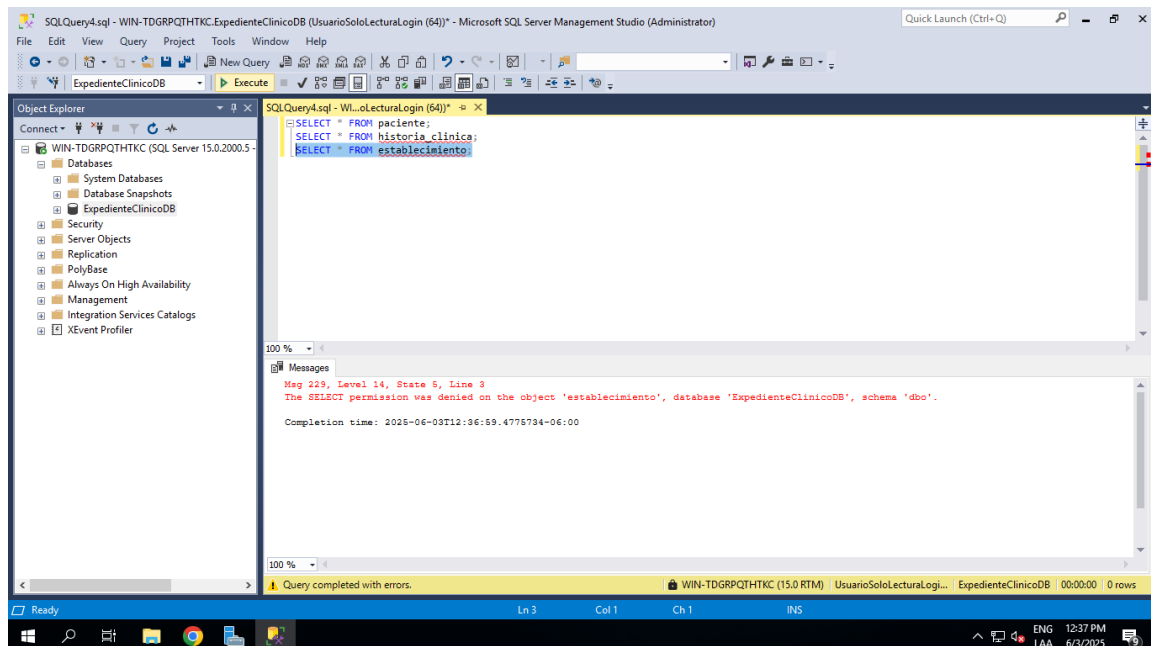 SQLQuery4.sql - WIN-TDGRPQTHTKC.ExpedienteClinicoDB (UsuarioSoloLecturaLogin (64))* - Microsoft SQL Server Management Studio (Administrator)
Quick Launch (Ctrl+Q)
File Edit View Query Project Tools Window Help
New Query
ExpedienteClinicoDB
Execute
Object Explorer
SQLQuery4.sql - WI...oLecturaLogin (64))*
Connect
WIN-TDGRPQTHTKC (SQL Server 15.0.2000.5 -
Databases
System Databases
Database Snapshots
ExpedienteClinicoDB
Security
Server Objects
Replication
PolyBase
Always On High Availability
Management
Integration Services Catalogs
XEvent Profiler
SELECT * FROM paciente;
SELECT * FROM historia_clinica;
SELECT * FROM establecimiento;
100 %
Messages
Msg 229, Level 14, State 5, Line 3
The SELECT permission was denied on the object 'establecimiento', database 'ExpedienteClinicoDB', schema 'dbo'.
Completion time: 2025-06-03T12:36:59.4775734-06:00
100 %
Query completed with errors.
WIN-TDGRPQTHTKC (15.0 RTM)
UsuarioSoloLecturaLogi...
ExpedienteClinicoDB
00:00:00
0 rows
Ready
Ln 3
Col 1
Ch 1
INS
ENG
LAA
12:37 PM
6/3/2025